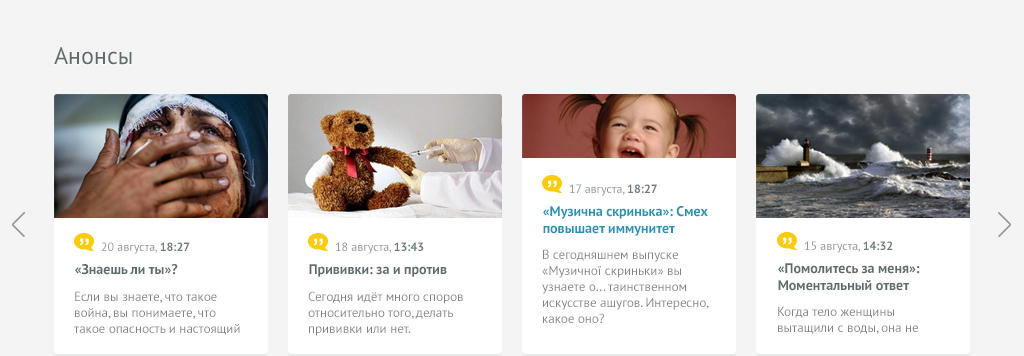 Анонсы
20 августа, 18:27
«Знаешь ли ты»?
Если вы знаете, что такое
война, вы понимаете, что
такое опасность и настоящий
18 августа, 13:43
Прививки: за и против
Сегодня идёт много споров
относительно того, делать
прививки или нет.
17 августа, 18:27
«Музична скринька»: Смех
повышает иммунитет
В сегодняшнем выпуске
«Музичної скриньки» вы
узнаете о... таинственном
искусстве ашугов. Интересно,
какое оно?
15 августа, 14:32
«Помолитесь за меня»:
Моментальный ответ
Когда тело женщины
вытащили с воды, она не